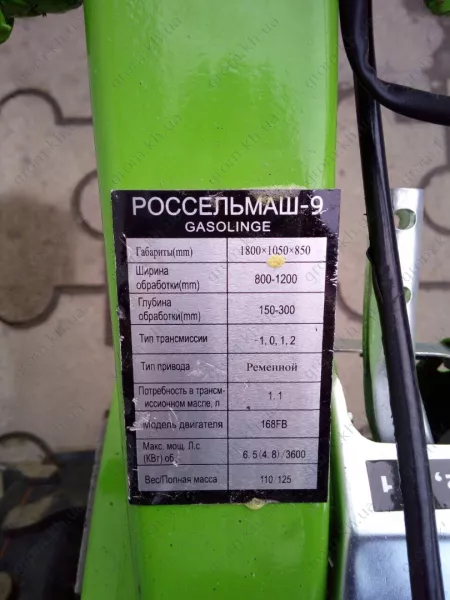 РОССЕЛЬМАШ-9
GASOLINGE
Габариты(mm) 1800×1050×850
Ширина
обработки(mm) 800-1200
Глубина
обработки(mm) 150-300
Тип трансмиссии -1, 0, 1, 2
Тип привода Ременной
Потребность в трансм-
иссионном масле, л 1. 1
Модель двигателя 168FB
Макс. мощ. Л.с.
(КВт) об. 6. 5(4. 8)/3600
Вес/Полная масса 110/125